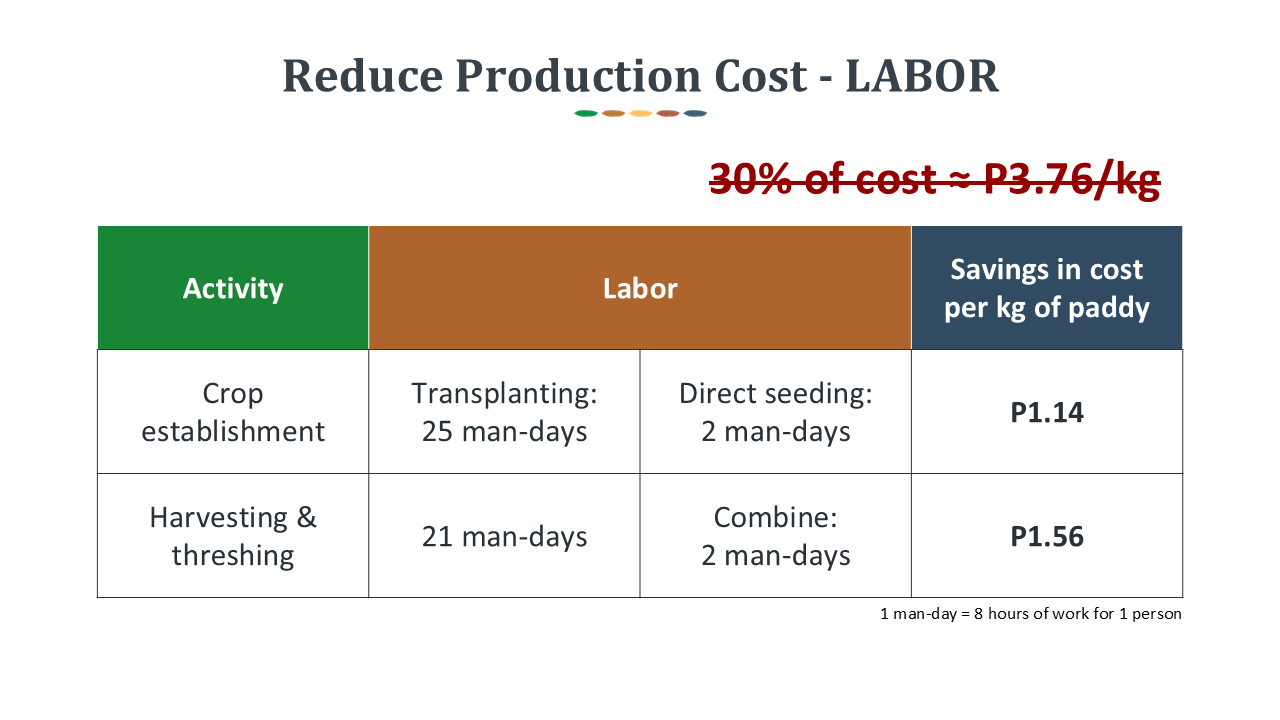 Reduce Production Cost - LABOR
30% of cost ≈ P3.76/kg
Activity
Labor
Savings in cost
per kg of paddy
Crop
establishment
Transplanting:
25 man-days
Direct seeding:
2 man-days
P1.14
Harvesting &
threshing
21 man-days
Combine:
2 man-days
P1.56
1 man-day = 8 hours of work for 1 person